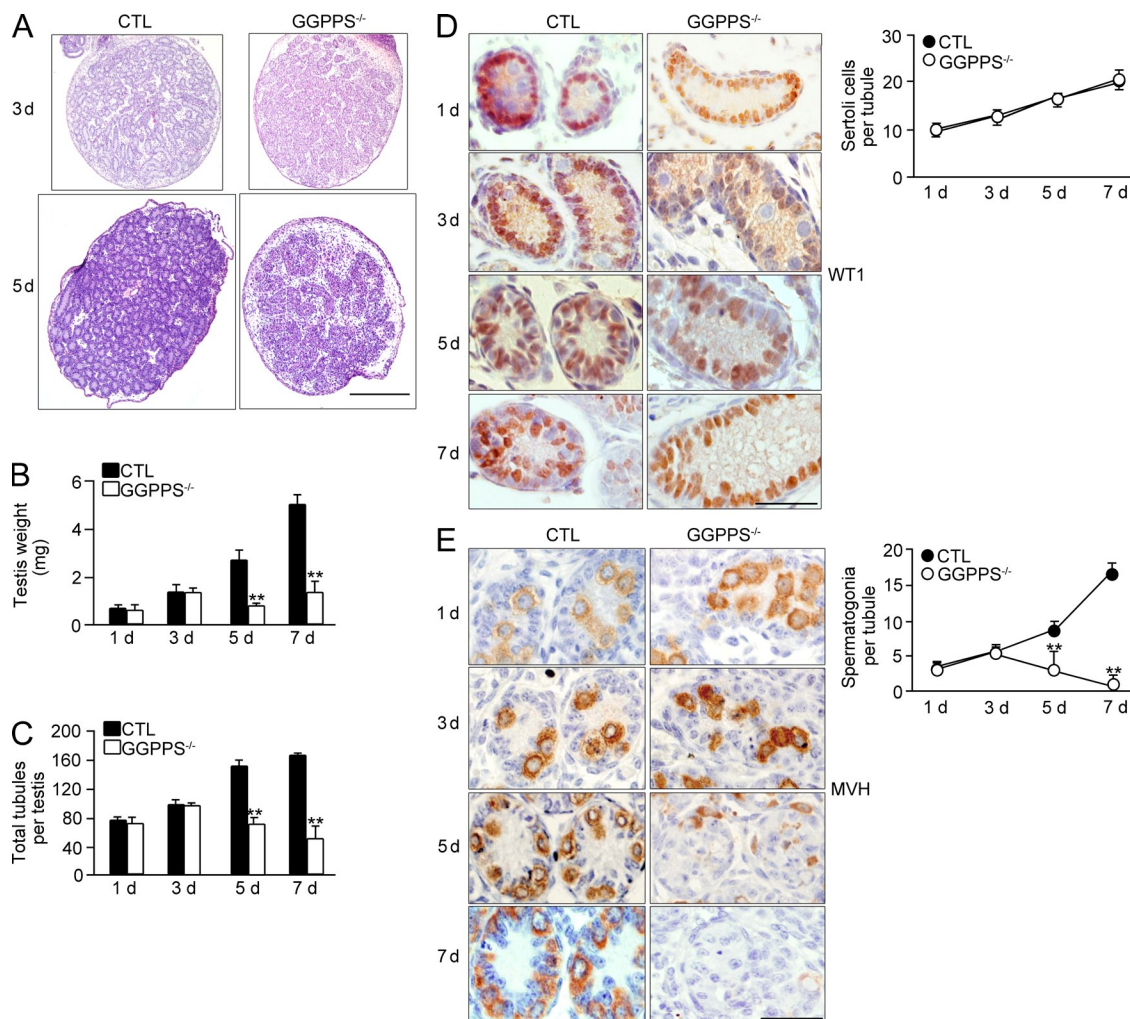 A
CTL
GGPPS-/-
3 d
5 d
B
CTL
GGPPS-/-
Testis weight
(mg)
6
4
2
0
**
**
1 d
3 d
5 d
7 d
C
CTL
GGPPS-/-
Total tubules
per testis
200
160
120
80
40
0
**
**
1 d
3 d
5 d
7 d
D
CTL
GGPPS-/-
1 d
3 d
5 d
7 d
WT1
CTL
GGPPS-/-
Sertoli cells
per tubule
30
20
10
0
1 d
3 d
5 d
7 d
E
CTL
GGPPS-/-
1 d
3 d
5 d
7 d
MVH
CTL
GGPPS-/-
Spermatogonia
per tubule
20
15
10
5
0
**
**
1 d
3 d
5 d
7 d